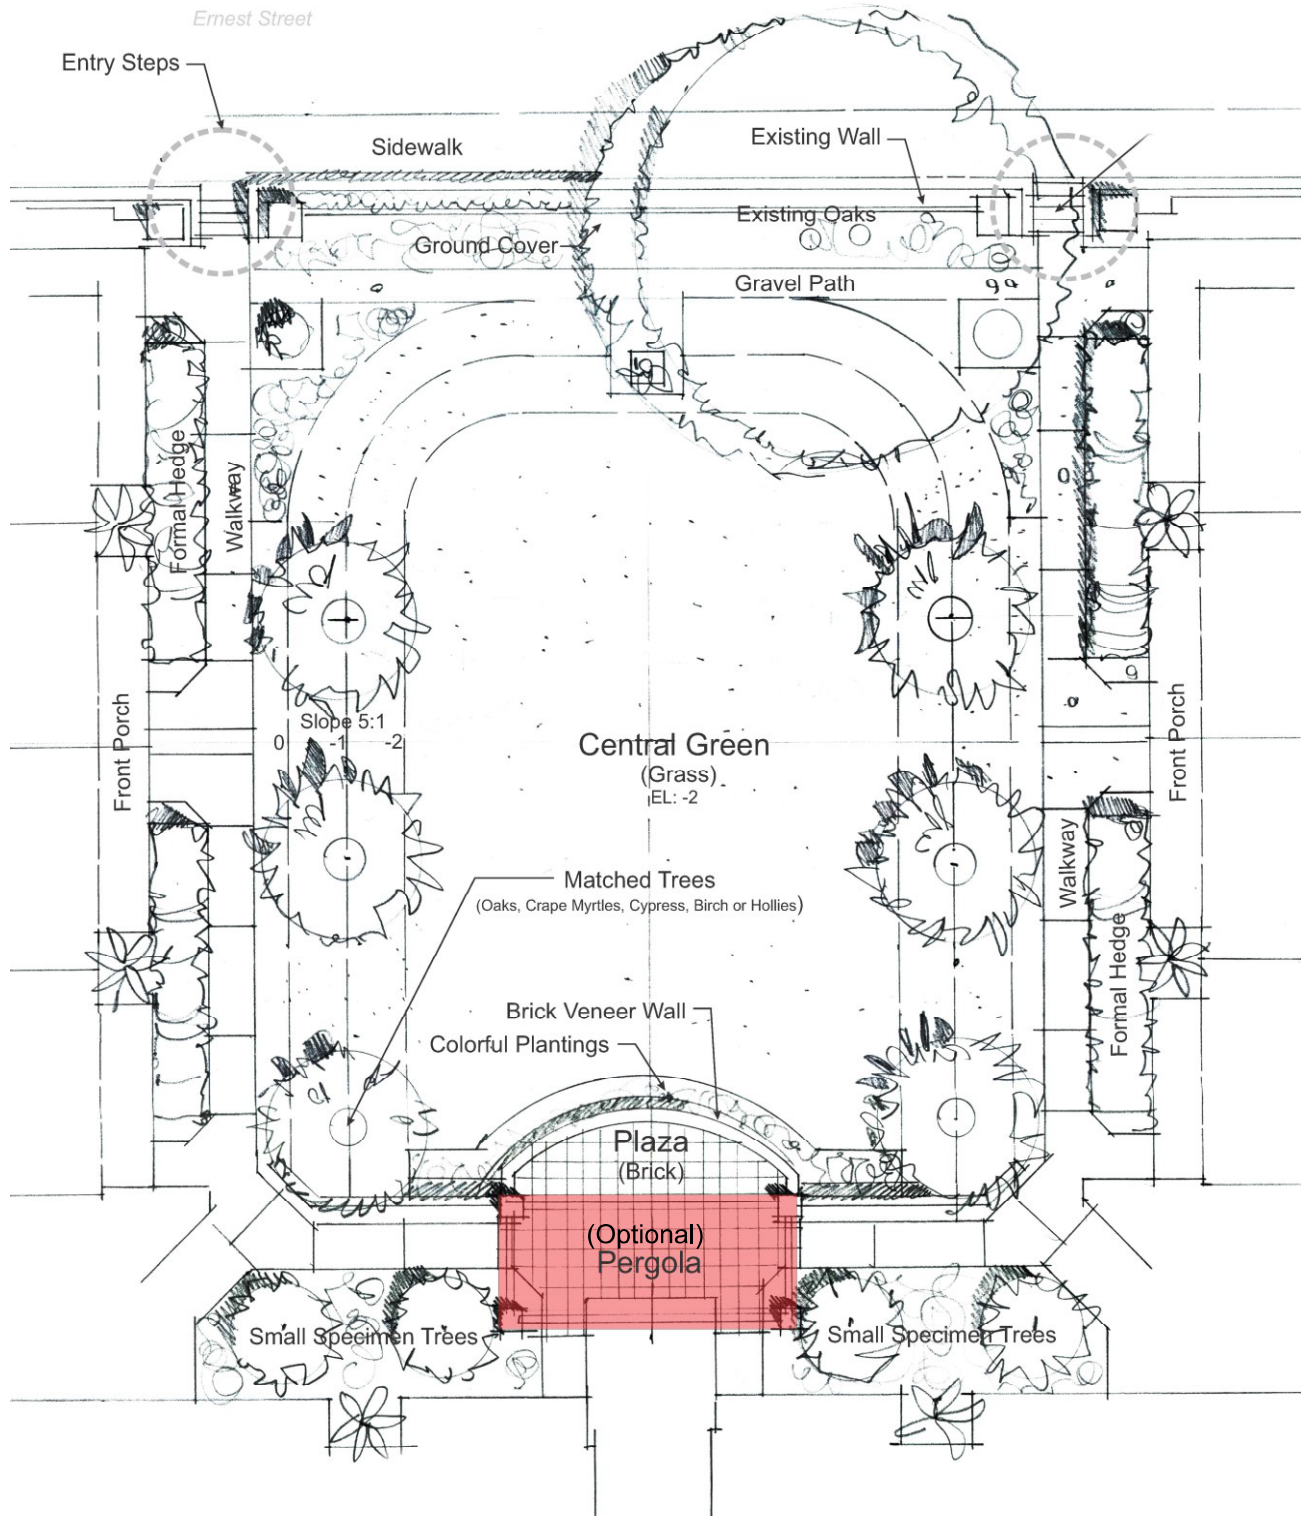 Ernest Street
Entry Steps
Sidewalk
Existing Wall
Existing Oaks
Ground Cover
Gravel Path
Formal Hedge
Walkway
Front Porch
Slope 5:1
0 -1 -2
Central Green
(Grass)
EL: -2
Front Porch
Walkway
Formal Hedge
Matched Trees
(Oaks, Crape Myrtles, Cypress, Birch or Hollies)
Brick Veneer Wall
Colorful Plantings
Plaza
(Brick)
(Optional)
Pergola
Small Specimen Trees
Small Specimen Trees